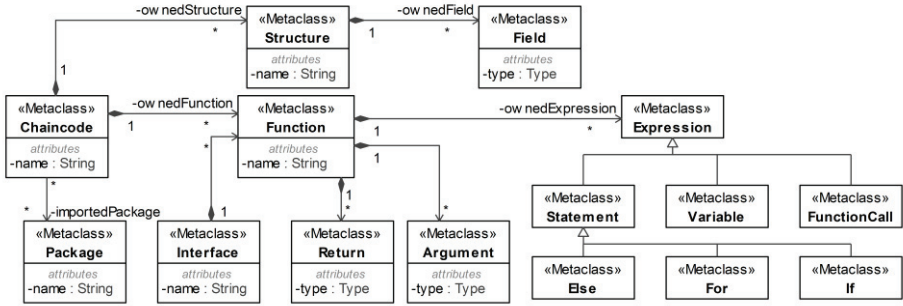 -ow nedStructure
*
1
«Metaclass»
Structure
attributes
-name : String
-ow nedField
1
*
«Metaclass»
Field
attributes
-type : Type
«Metaclass»
Chaincode
attributes
-name : String
-ow nedFunction
1
*
*
«Metaclass»
Function
attributes
-name : String
-ow nedExpression
1
*
1
1
«Metaclass»
Expression
*
*
-importedPackage
«Metaclass»
Package
attributes
-name : String
1
«Metaclass»
Interface
attributes
-name : String
*
«Metaclass»
Return
attributes
-type : Type
*
«Metaclass»
Argument
attributes
-type : Type
«Metaclass»
Statement
«Metaclass»
Variable
«Metaclass»
FunctionCall
«Metaclass»
Else
«Metaclass»
For
«Metaclass»
If